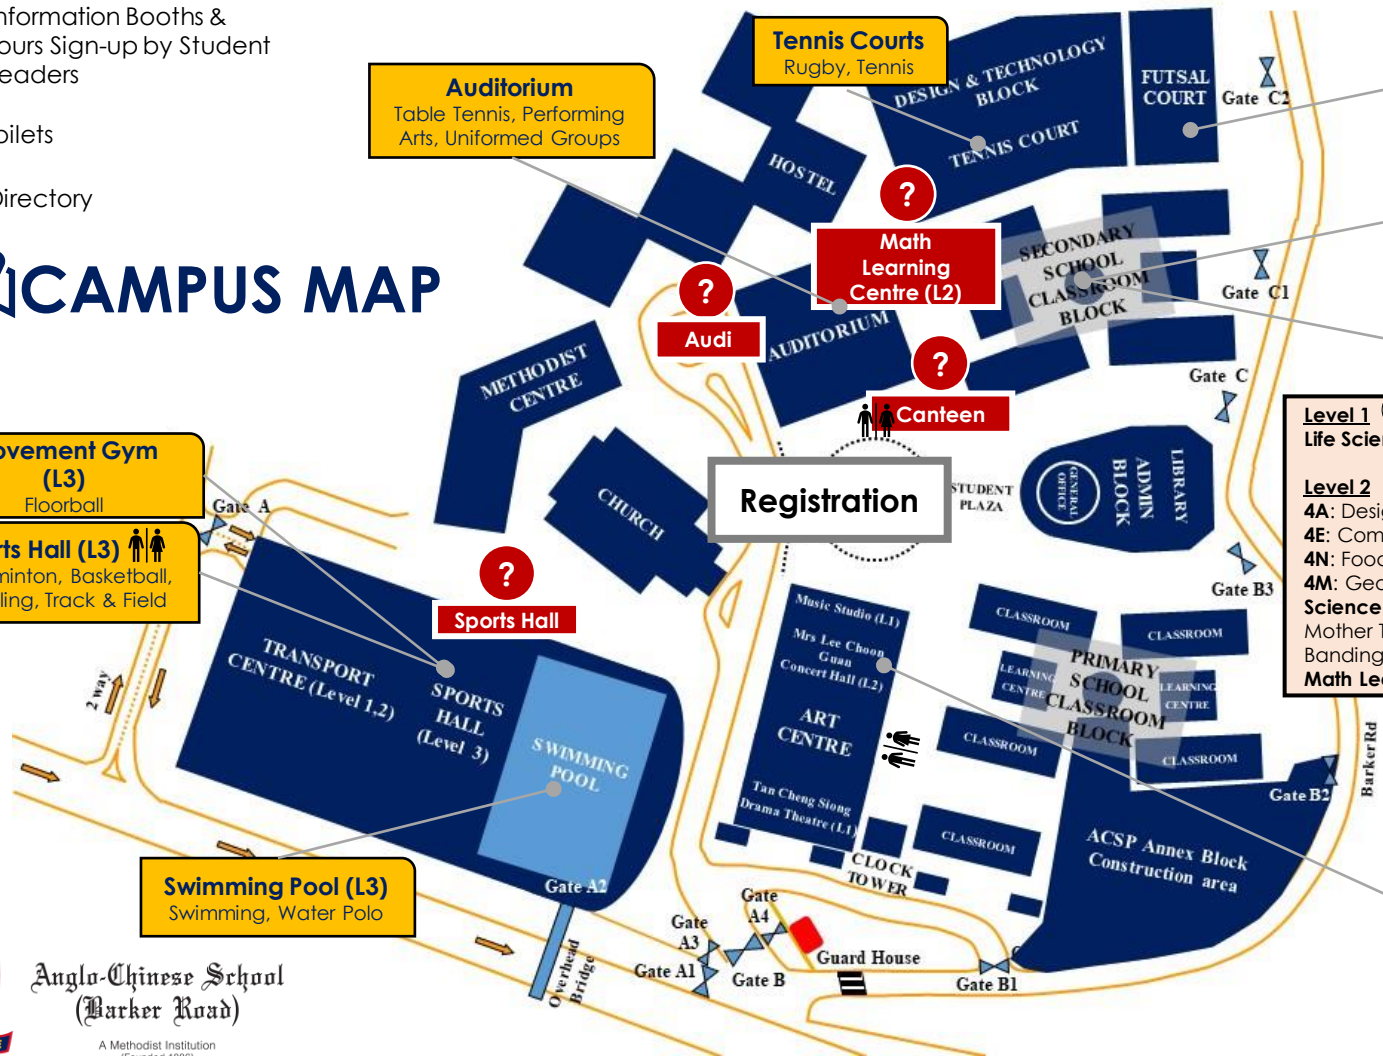 nformation Booths &
ours Sign-up by Student
eaders
oilets
Directory
CAMPUS MAP
Auditorium
Table Tennis, Performing
Arts, Uniformed Groups
Tennis Courts
Rugby, Tennis
DESIGN & TECHNOLOGY
BLOCK
TENNIS COURT
FUTSAL
COURT
Gate C2
HOSTEL
?
Math
Learning
Centre (L2)
SECONDARY
SCHOOL
CLASSROOM
BLOCK
Gate C1
?
Audi
AUDITORIUM
?
Canteen
Gate C
METHODIST
CENTRE
ovement Gym
(L3)
Floorball
Gate A
rts Hall (L3)
minton, Basketball,
ling, Track & Field
CHURCH
Registration
STUDENT
PLAZA
GENERAL
OFFICE
ADMIN
BLOCK
LIBRARY
Level 1
Life Scien
Level 2
4A: Desig
4E: Com
4N: Food
4M: Geo
Science
Mother T
Banding
Math Le
Gate B3
?
Sports Hall
TRANSPORT
CENTRE (Level 1,2)
SPORTS
HALL
(Level 3)
SWIMMING
POOL
2 way
Music Studio (L1)
Mrs Lee Choon
Guan
Concert Hall (L2)
ART
CENTRE
Tan Cheng Siong
Drama Theatre (L1)
CLASSROOM
CLASSROOM
LEARNING
CENTRE
PRIMARY
SCHOOL
CLASSROOM
BLOCK
LEARNING
CENTRE
CLASSROOM
CLASSROOM
CLASSROOM
Gate B2
Barker Rd
ACSP Annex Block
Construction area
CLOCK
TOWER
Swimming Pool (L3)
Swimming, Water Polo
Gate A2
Overhead
Bridge
Gate
A3
Gate A1
Gate
A4
Gate B
Guard House
Gate B1
Anglo-Chinese School
(Barker Road)
A Methodist Institution
(Founded 1886)